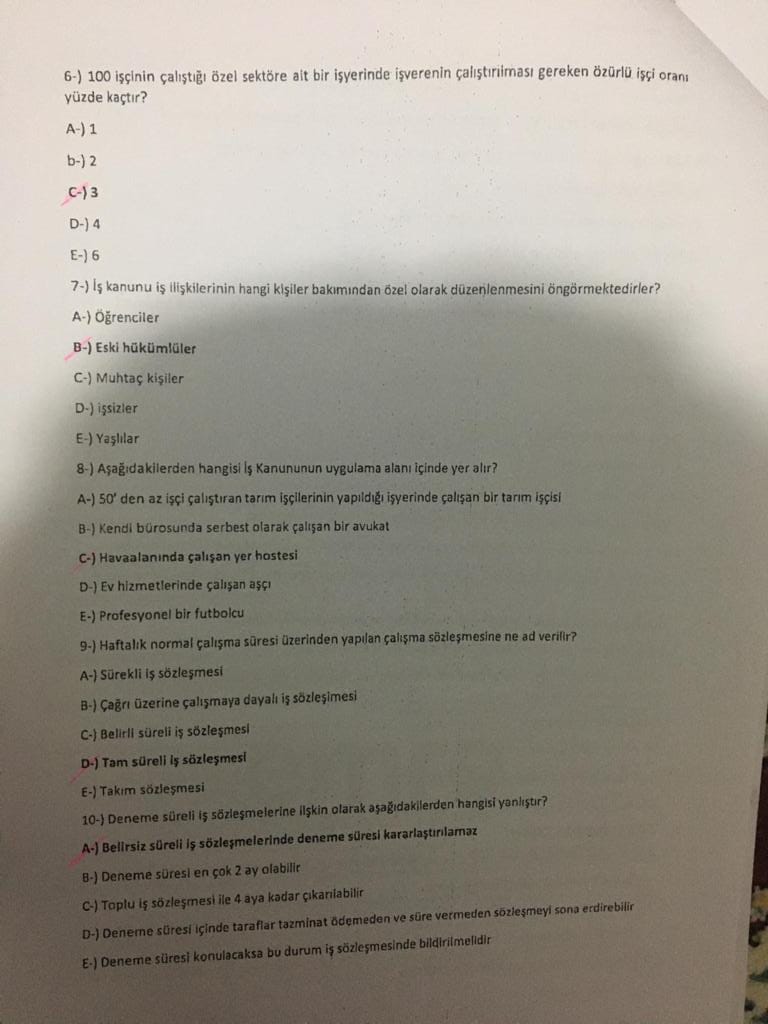 6-) 100 işçinin çalıştığı özel sektöre ait bir işyerinde işverenin çalıştırılması gereken özürlü işçi oranı
yüzde kaçtır?
A-) 1
b-) 2
C-) 3
D-) 4
E-) 6
7-) İş kanunu iş ilişkilerinin hangi kişiler bakımından özel olarak düzenlenmesini öngörmektedirler?
A-) Öğrenciler
B-) Eski hükümlüler
C-) Muhtaç kişiler
D-) işsizler
E-) Yaşlılar
8-) Aşağıdakilerden hangisi İş Kanununun uygulama alanı içinde yer alır?
A-) 50' den az işçi çalıştıran tarım işçilerinin yapıldığı işyerinde çalışan bir tarım işçisi
B-) Kendi bürosunda serbest olarak çalışan bir avukat
C-) Havaalanında çalışan yer hostesi
D-) Ev hizmetlerinde çalışan aşçı
E-) Profesyonel bir futbolcu
9-) Haftalık normal çalışma süresi üzerinden yapılan çalışma sözleşmesine ne ad verilir?
A-) Sürekli iş sözleşmesi
B-) Çağrı üzerine çalışmaya dayalı iş sözleşimesi
C-) Belirli süreli iş sözleşmesi
D-) Tam süreli iş sözleşmesi
E-) Takım sözleşmesi
10-) Deneme süreli iş sözleşmelerine ilşkin olarak aşağıdakilerden hangisi yanlıştır?
A-) Belirsiz süreli iş sözleşmelerinde deneme süresi kararlaştırılamaz
B-) Deneme süresi en çok 2 ay olabilir
C-) Toplu iş sözleşmesi ile 4 aya kadar çıkarılabilir
D-) Deneme süresi içinde taraflar tazminat ödemeden ve süre vermeden sözleşmeyi sona erdirebilir
E-) Deneme süresi konulacaksa bu durum iş sözleşmesinde bildirilmelidir